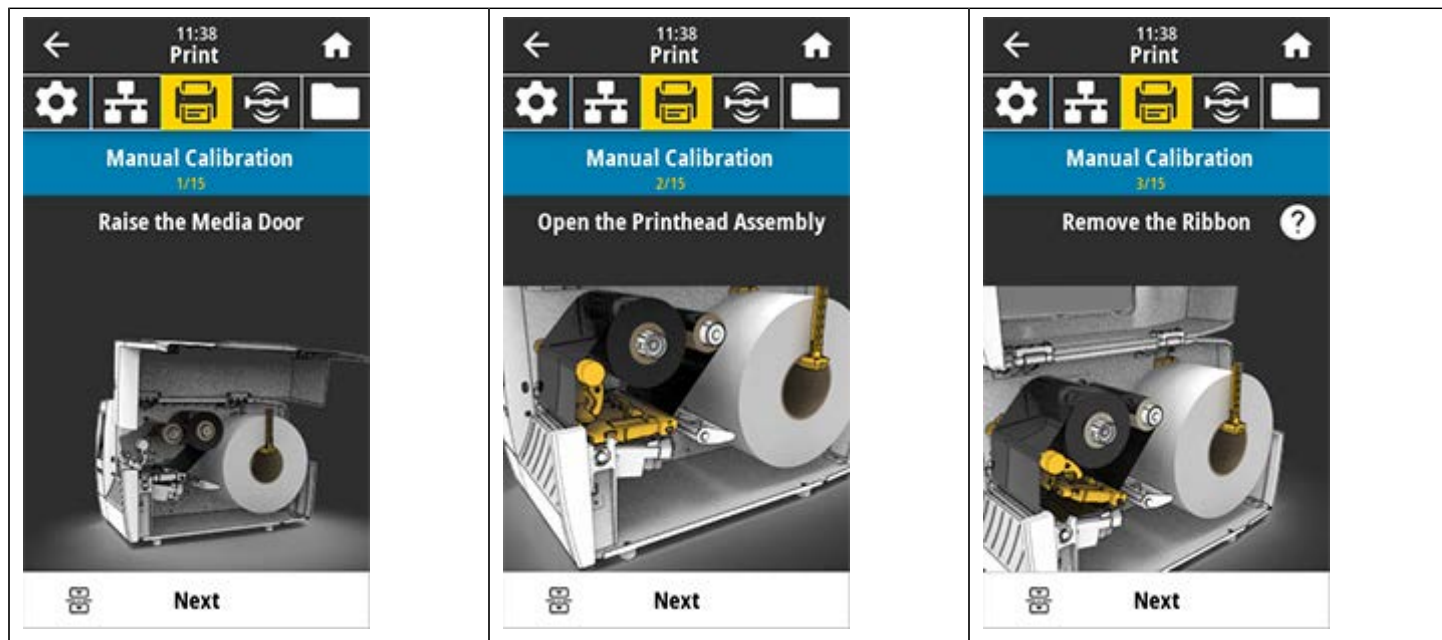 11:38
Print
Manual Calibration
1/15
Raise the Media Door
Next
11:38
Print
Manual Calibration
2/15
Open the Printhead Assembly
Next
11:38
Print
Manual Calibration
3/15
Remove the Ribbon ?
Next